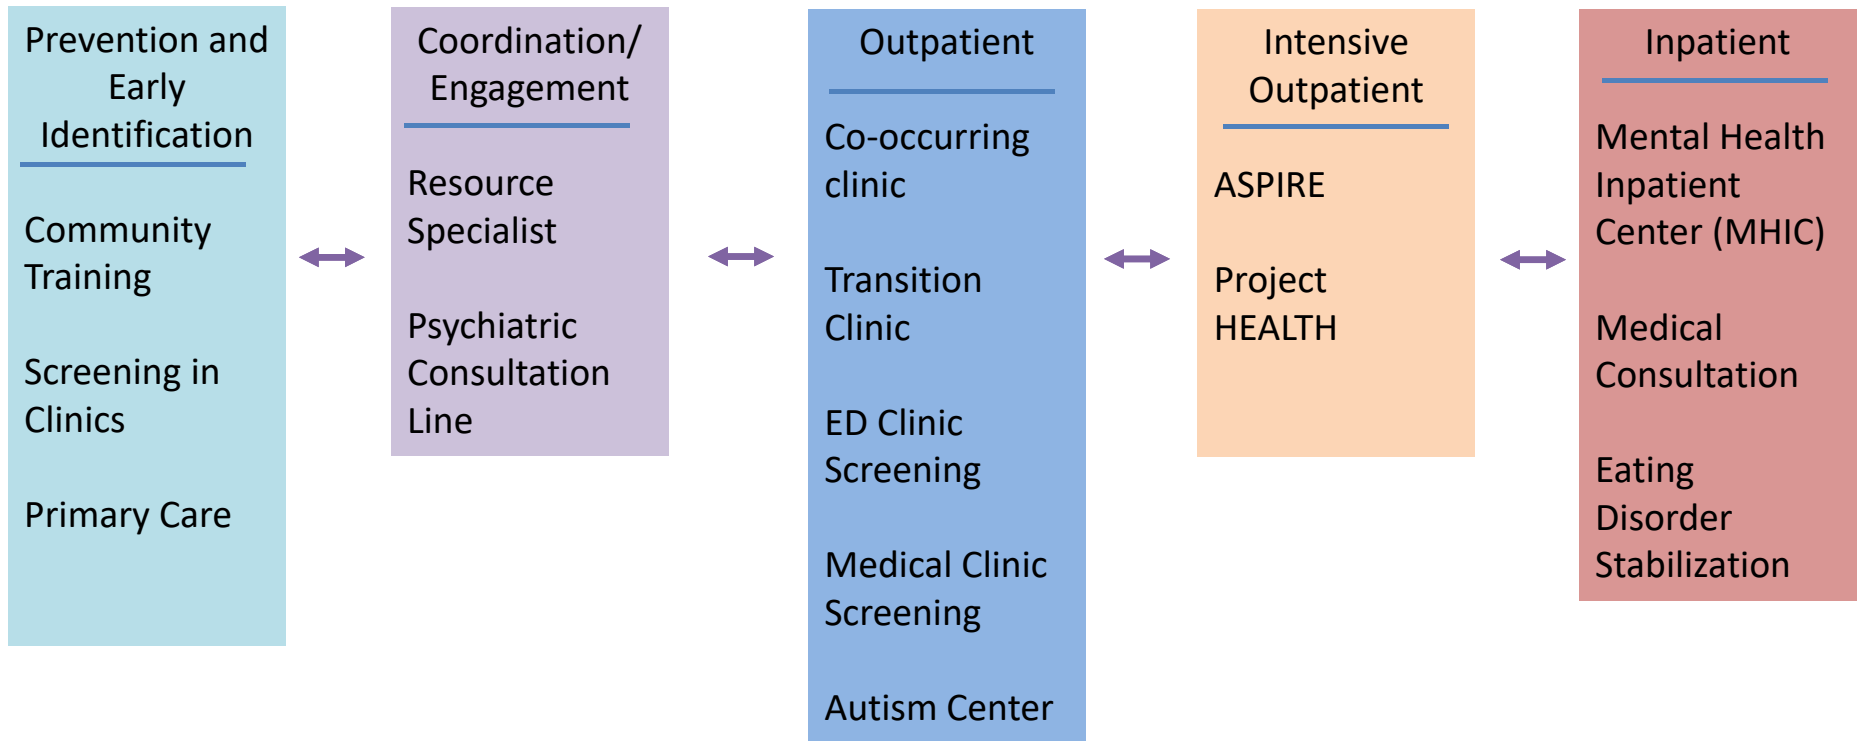 Prevention and
Early
Identification
Community
Training
Screening in
Clinics
Primary Care
Coordination/
Engagement
Resource
Specialist
Psychiatric
Consultation
Line
Outpatient
Co-occurring
clinic
Transition
Clinic
ED Clinic
Screening
Medical Clinic
Screening
Autism Center
Intensive
Outpatient
ASPIRE
Project
HEALTH
Inpatient
Mental Health
Inpatient
Center (MHIC)
Medical
Consultation
Eating
Disorder
Stabilization